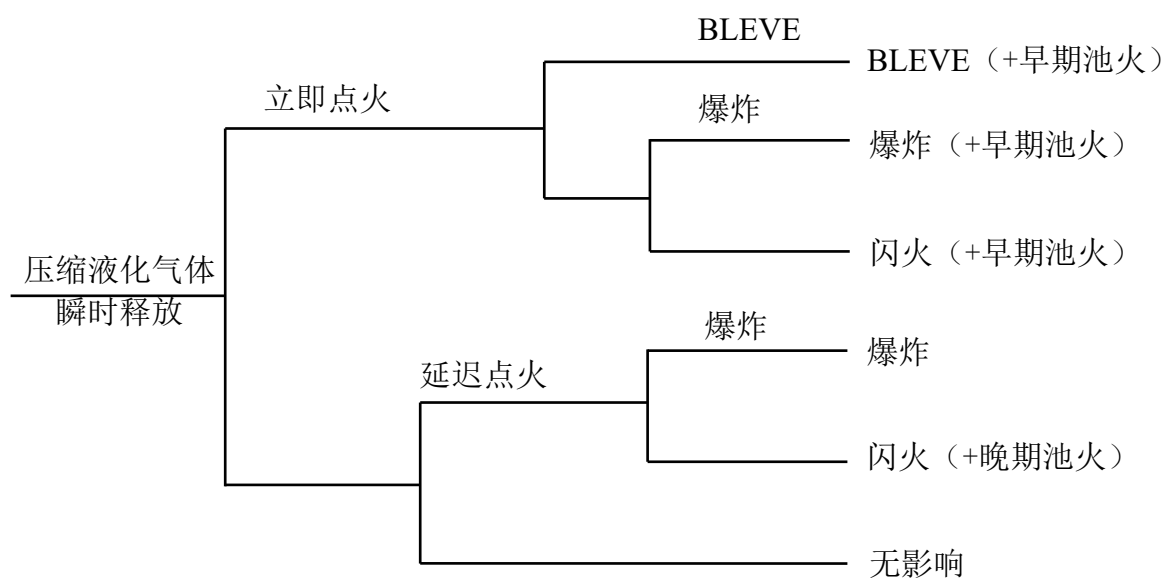 BLEVE
BLEVE（+早期池火）
立即点火
爆炸
爆炸（+早期池火）
闪火（+早期池火）
压缩液化气体
瞬时释放
爆炸
爆炸
延迟点火
闪火（+晚期池火）
无影响